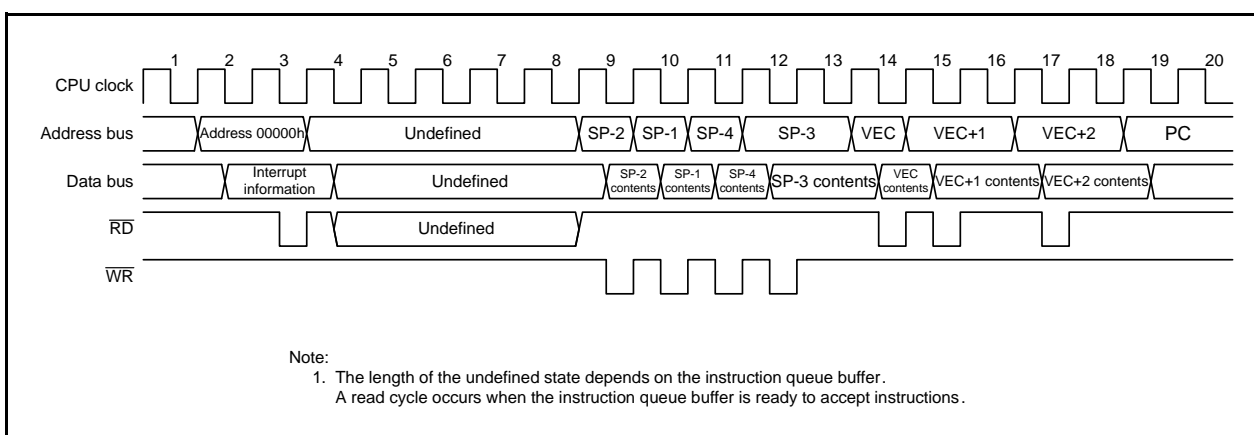 1 2 3 4 5 6 7 8 9 10 11 12 13 14 15 16 17 18 19 20
CPU clock
Address bus Address 00000h Undefined SP-2 SP-1 SP-4 SP-3 VEC VEC+1 VEC+2 PC
Data bus Interrupt information Undefined SP-2 contents SP-1 contents SP-4 contents SP-3 contents VEC contents VEC+1 contents VEC+2 contents
RD Undefined
WR
Note:
1. The length of the undefined state depends on the instruction queue buffer.
A read cycle occurs when the instruction queue buffer is ready to accept instructions.